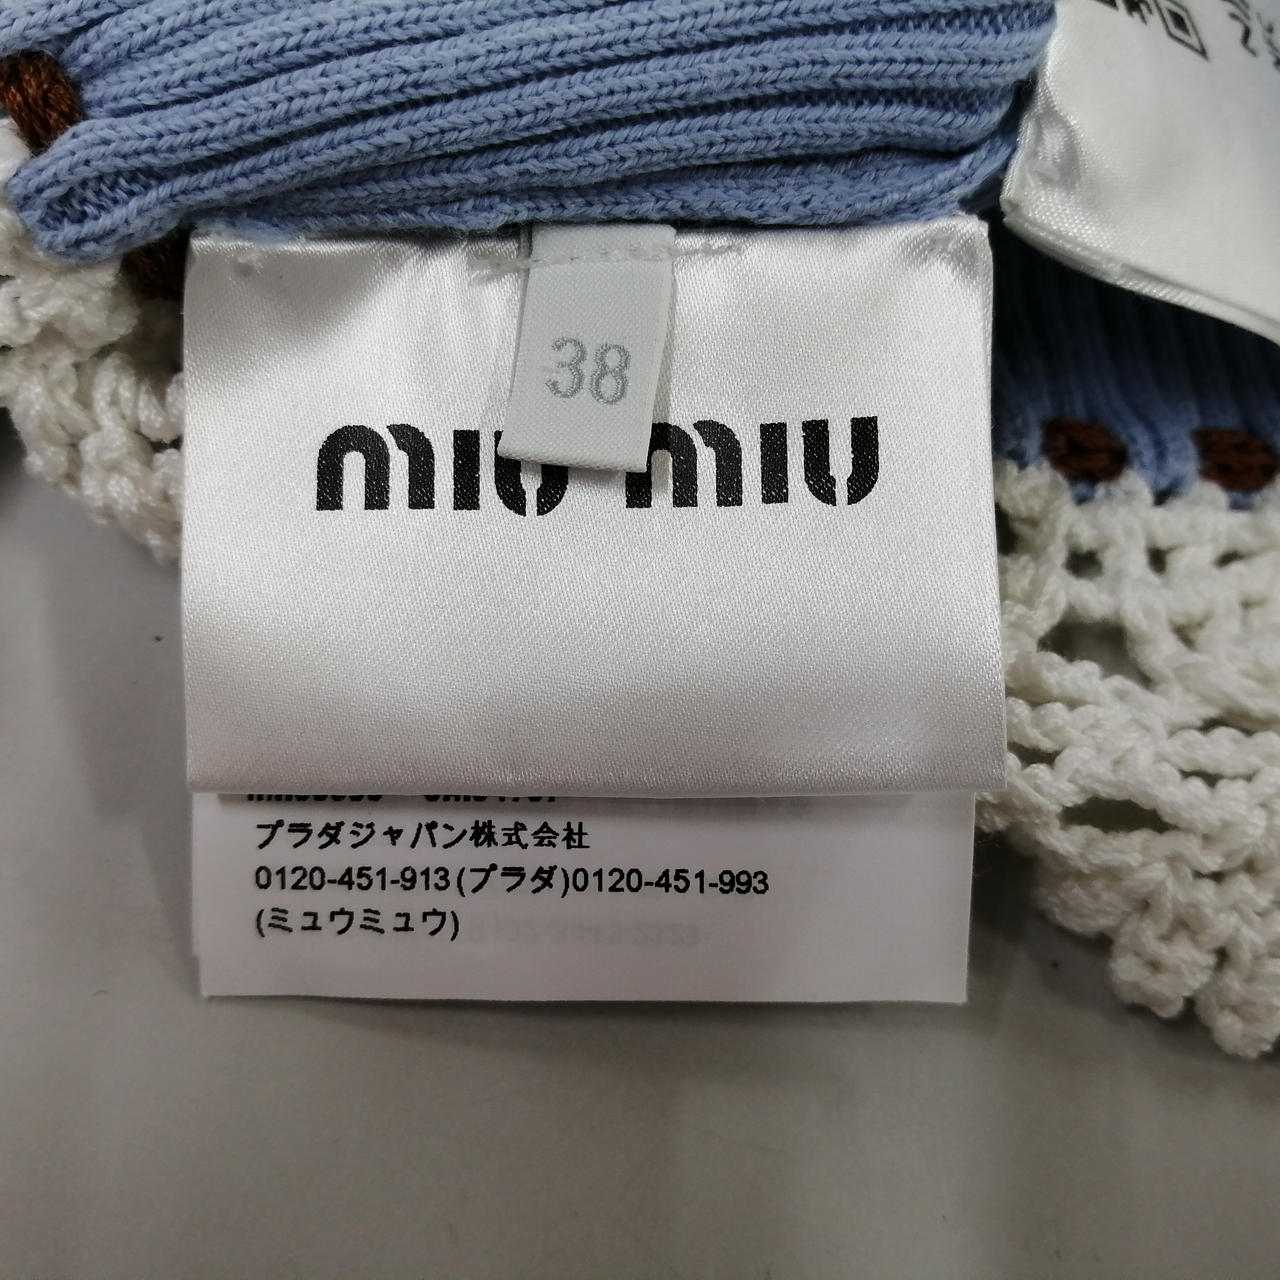 38
miu miu
プラダジャパン株式会社
0120-451-913(プラダ)0120-451-993
(ミュウミュウ)